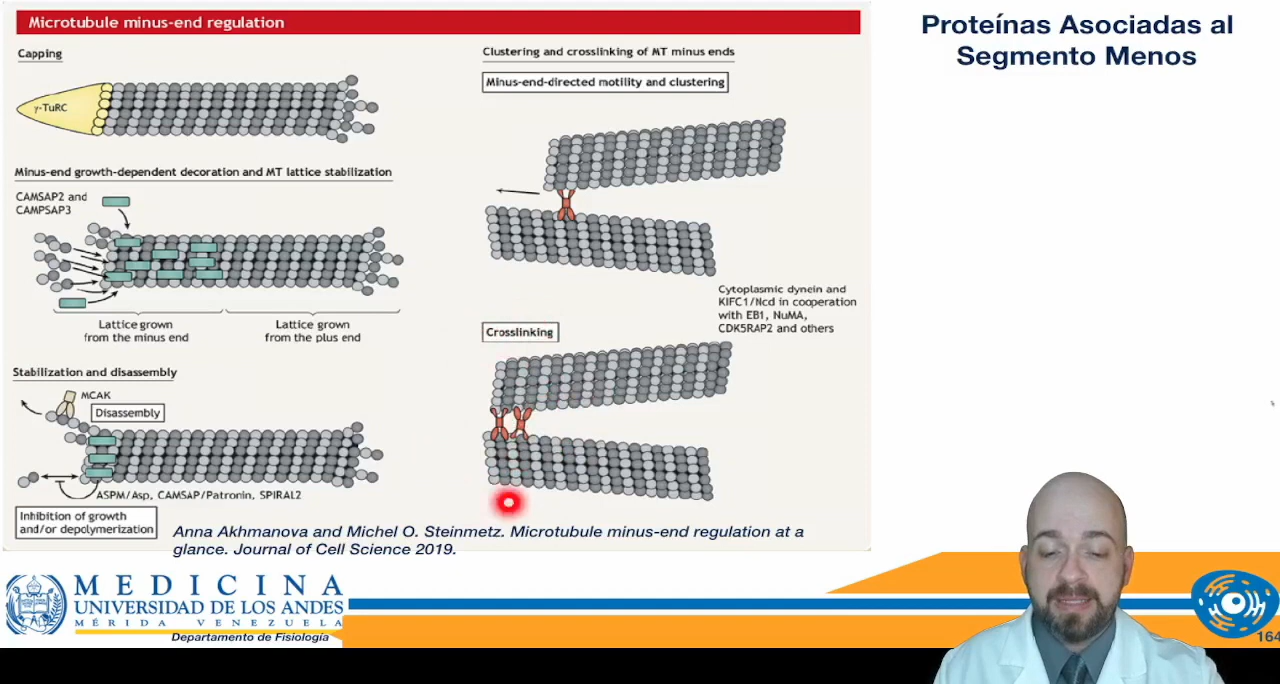 Microtubule minus-end regulation
Capping
γ-TuRC
Minus-end growth-dependent decoration and MT lattice stabilization
CAMSAP2 and
CAMPSAP3
Lattice grown
from the minus end
Lattice grown
from the plus end
Stabilization and disassembly
MCAK
Disassembly
ASPM/Asp, CAMSAP/Patronin, SPIRAL2
Inhibition of growth
and/or depolymerization
Clustering and crosslinking of MT minus ends
Minus-end-directed motility and clustering
Cytoplasmic dynein and
KIFC1/Ncd in cooperation
with EB1, NuMA,
CDK5RAP2 and others
Crosslinking
Anna Akhmanova and Michel O. Steinmetz. Microtubule minus-end regulation at a
glance. Journal of Cell Science 2019.
Proteínas Asociadas al
Segmento Menos
MEDICINA
UNIVERSIDAD DE LOS ANDES
MÉRIDA VENEZUELA
Departamento de Fisiología
164